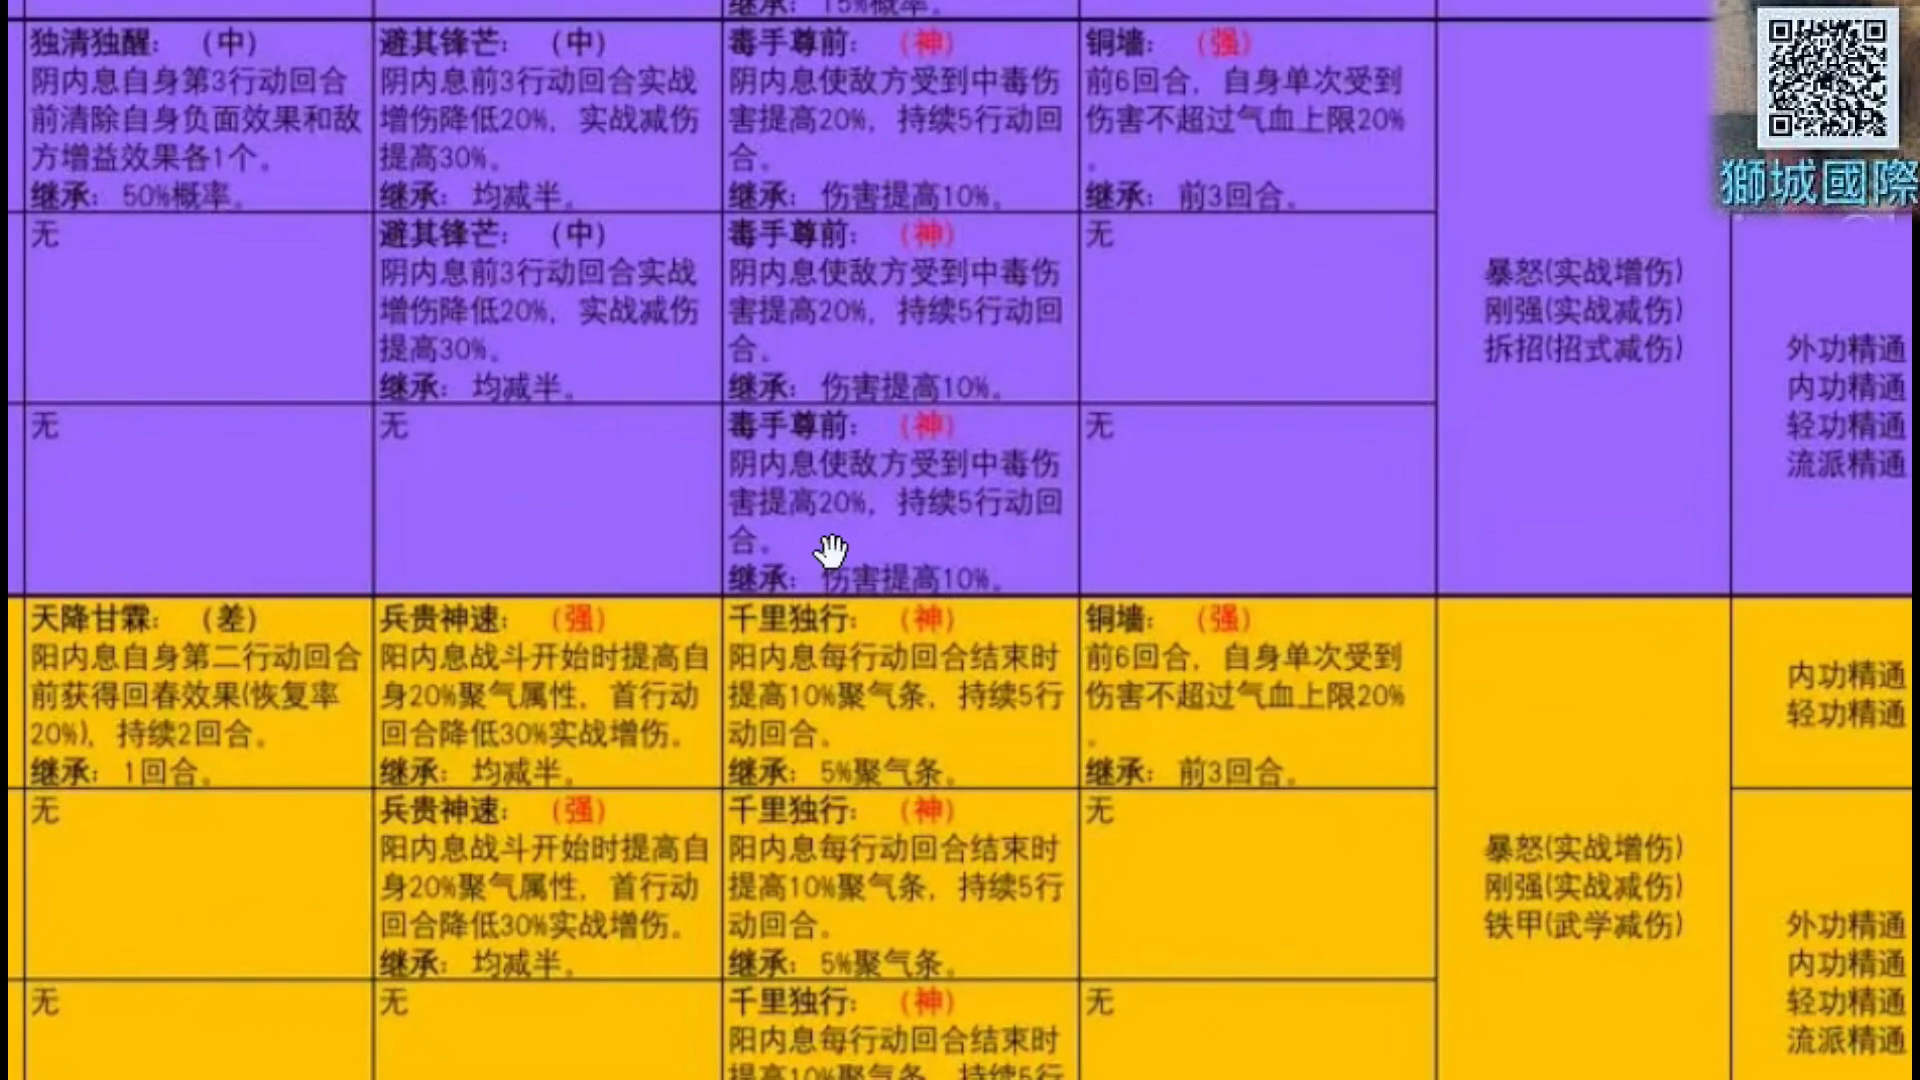 继承: 15%概率。
独清独醒: （中）
阴内息自身第3行动回合
前清除自身负面效果和敌
方增益效果各1个。
继承: 50%概率。
避其锋芒: （中）
阴内息前3行动回合实战
增伤降低20%, 实战减伤
提高30%。
继承: 均减半。
毒手尊前: （神）
阴内息使敌方受到中毒伤
害提高20%, 持续5行动回
合。
继承: 伤害提高10%。
铜墙: （强）
前6回合, 自身单次受到
伤害不超过气血上限20%
。
继承: 前3回合。
獅城國際
无
避其锋芒: （中）
阴内息前3行动回合实战
增伤降低20%, 实战减伤
提高30%。
继承: 均减半。
毒手尊前: （神）
阴内息使敌方受到中毒伤
害提高20%, 持续5行动回
合。
继承: 伤害提高10%。
无
暴怒(实战增伤)
刚强(实战减伤)
拆招(招式减伤)
外功精通
内功精通
轻功精通
流派精通
无
无
毒手尊前: （神）
阴内息使敌方受到中毒伤
害提高20%, 持续5行动回
合。
继承: 伤害提高10%。
无
天降甘霖: （差）
阳内息自身第二行动回合
前获得回春效果(恢复率
20%), 持续2回合。
继承: 1回合。
兵贵神速: （强）
阳内息战斗开始时提高自
身20%聚气属性, 首行动
回合降低30%实战增伤。
继承: 均减半。
千里独行: （神）
阳内息每行动回合结束时
提高10%聚气条, 持续5行
动回合。
继承: 5%聚气条。
铜墙: （强）
前6回合, 自身单次受到
伤害不超过气血上限20%
。
继承: 前3回合。
内功精通
轻功精通
无
兵贵神速: （强）
阳内息战斗开始时提高自
身20%聚气属性, 首行动
回合降低30%实战增伤。
继承: 均减半。
千里独行: （神）
阳内息每行动回合结束时
提高10%聚气条, 持续5行
动回合。
继承: 5%聚气条。
无
暴怒(实战增伤)
刚强(实战减伤)
铁甲(武学减伤)
外功精通
内功精通
轻功精通
流派精通
无
无
千里独行: （神）
阳内息每行动回合结束时
提高10%聚气条, 持续5行
无